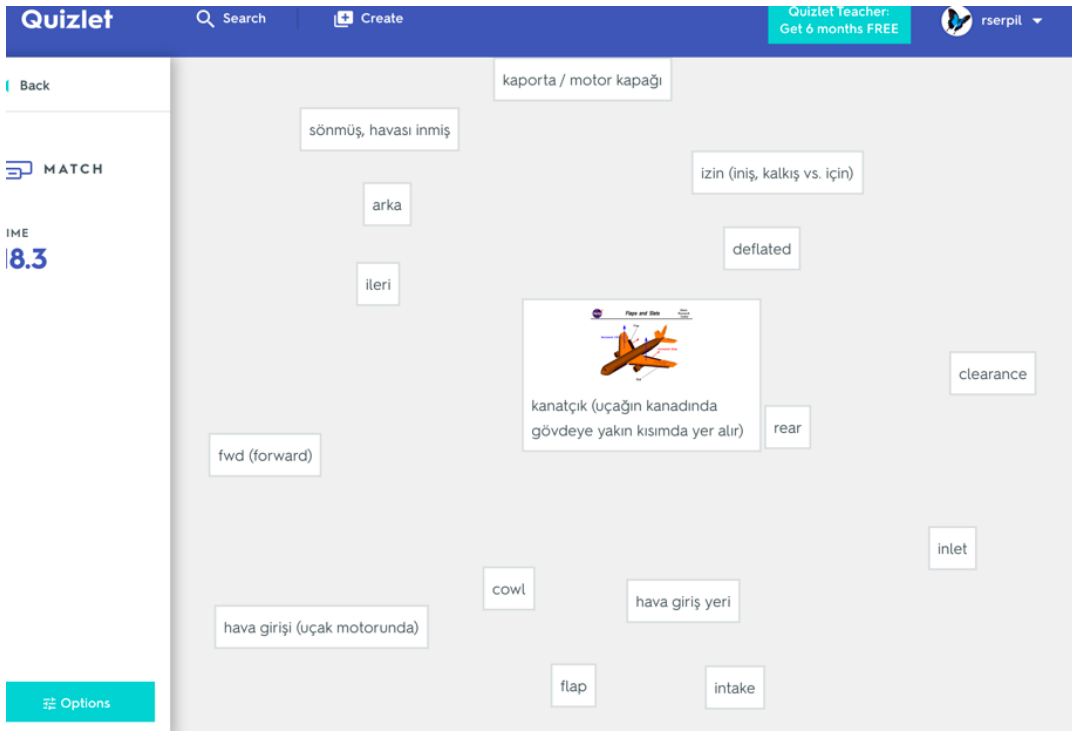 Quizlet
Search
Create
Quizlet Teacher:
Get 6 months FREE
rserpil
Back
MATCH
IME
18.3
Options
kaporta / motor kapağı
sönmüş, havası inmiş
izin (iniş, kalkış vs. için)
arka
deflated
ileri
Flaps and Slats
kanatçık (uçağın kanadında
gövdeye yakın kısımda yer alır)
clearance
rear
fwd (forward)
inlet
cowl
hava giriş yeri
hava girişi (uçak motorunda)
flap
intake